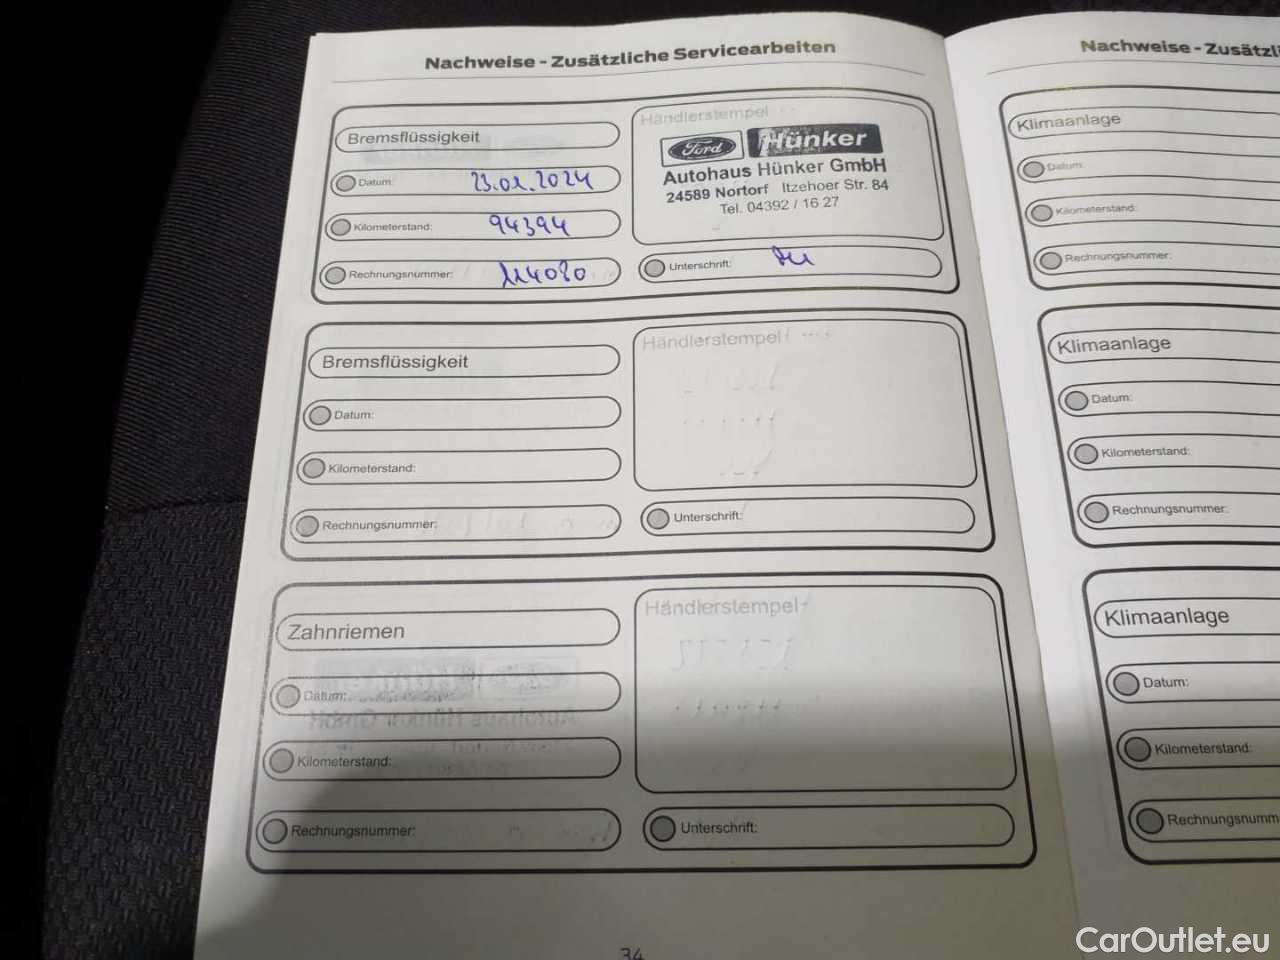 Nachweise - Zusätzliche Servicearbeiten
Bremsflüssigkeit
Datum: 23.01.2024
Kilometerstand: 94394
Rechnungsnummer: 114080
Händlerstempel
Ford Hünker
Autohaus Hünker GmbH
24589 Nortorf Itzehoer Str. 84
Tel. 04392 / 16 27
Unterschrift:
Bremsflüssigkeit
Datum:
Kilometerstand:
Rechnungsnummer:
Händlerstempel
Unterschrift:
Zahnriemen
Datum:
Kilometerstand:
Rechnungsnummer:
Händlerstempel
Unterschrift:
34
Nachweise - Zusätzli
Klimaanlage
Datum:
Kilometerstand:
Rechnungsnummer:
Klimaanlage
Datum:
Kilometerstand:
Rechnungsnummer:
Klimaanlage
Datum:
Kilometerstand:
Rechnungsnumm
CarOutlet.eu